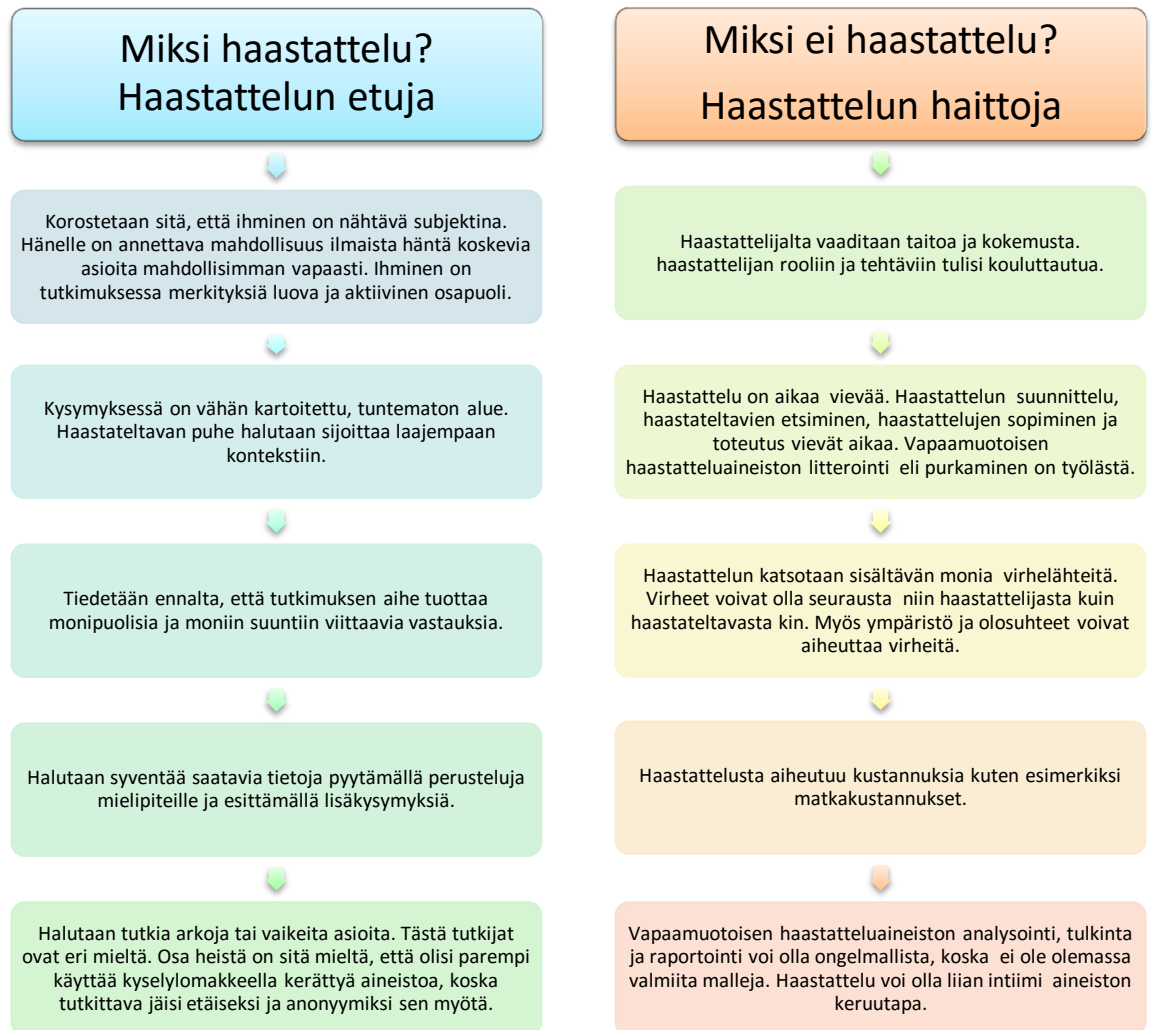 Miksi haastattelu?
Haastattelun etuja
Korostetaan sitä, että ihminen on nähtävä subjektina.
Hänelle on annettava mahdollisuus ilmaista häntä koskevia
asioita mahdollisimman vapaasti. Ihminen on
tutkimuksessa merkityksiä luova ja aktiivinen osapuoli.
Kysymyksessä on vähän kartoitettu, tuntematon alue.
Haastateltavan puhe halutaan sijoittaa laajempaan
kontekstiin.
Tiedetään ennalta, että tutkimuksen aihe tuottaa
monipuolisia ja moniin suuntiin viittaavia vastauksia.
Halutaan syventää saatavia tietoja pyytämällä perusteluja
mielipiteille ja esittämällä lisäkysymyksiä.
Halutaan tutkia arkoja tai vaikeita asioita. Tästä tutkijat
ovat eri mieltä. Osa heistä on sitä mieltä, että olisi parempi
käyttää kyselylomakkeella kerättyä aineistoa, koska
tutkittava jäisi etäiseksi ja anonyymiksi sen myötä.
Miksi ei haastattelu?
Haastattelun haittoja
Haastattelijalta vaaditaan taitoa ja kokemusta.
haastattelijan rooliin ja tehtäviin tulisi kouluttautua.
Haastattelu on aikaa vievää. Haastattelun suunnittelu,
haastateltavien etsiminen, haastattelujen sopiminen ja
toteutus vievät aikaa. Vapaamuotoisen
haastatteluaineiston litterointi eli purkaminen on työlästä.
Haastattelun katsotaan sisältävän monia virhelähteitä.
Virheet voivat olla seurausta niin haastattelijasta kuin
haastateltavasta kin. Myös ympäristö ja olosuhteet voivat
aiheuttaa virheitä.
Haastattelusta aiheutuu kustannuksia kuten esimerkiksi
matkakustannukset.
Vapaamuotoisen haastatteluaineiston analysointi, tulkinta
ja raportointi voi olla ongelmallista, koska ei ole olemassa
valmiita malleja. Haastattelu voi olla liian intiimi aineiston
keruutapa.